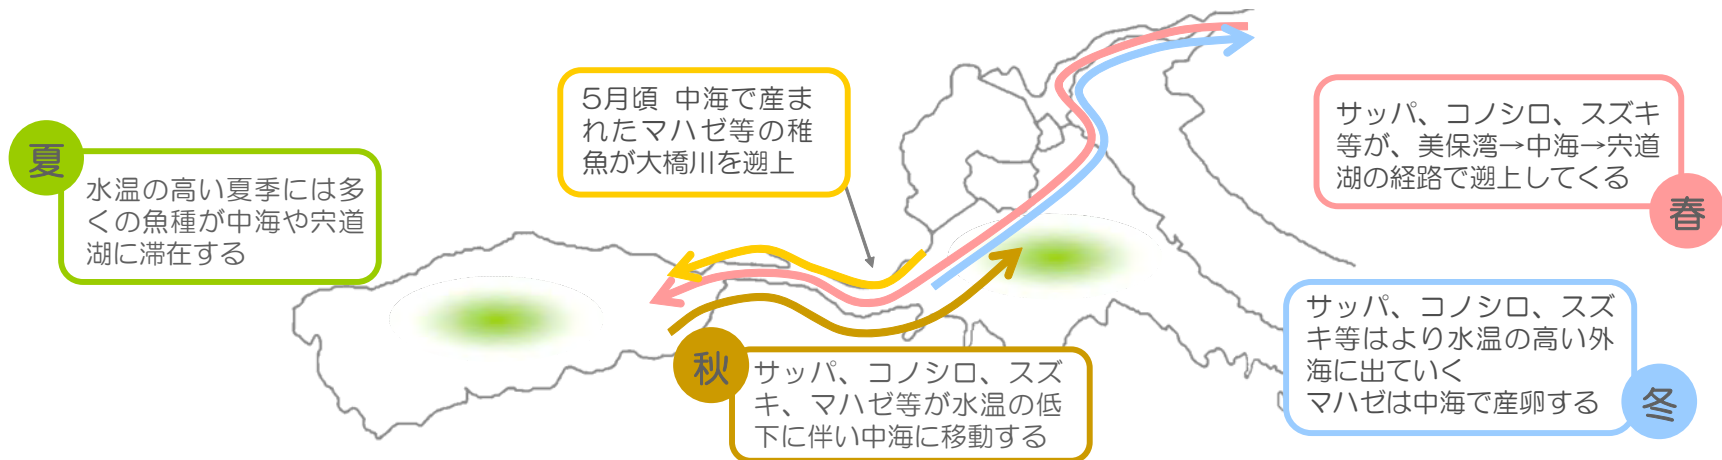 夏
水温の高い夏季には多
くの魚種が中海や宍道
湖に滞在する
5月頃 中海で産ま
れたマハゼ等の稚
魚が大橋川を遡上
サッパ、コノシロ、スズキ
等が、美保湾→中海→宍道
湖の経路で遡上してくる
春
秋
サッパ、コノシロ、スズ
キ、マハゼ等が水温の低
下に伴い中海に移動する
サッパ、コノシロ、スズ
キ等はより水温の高い外
海に出ていく
マハゼは中海で産卵する
冬